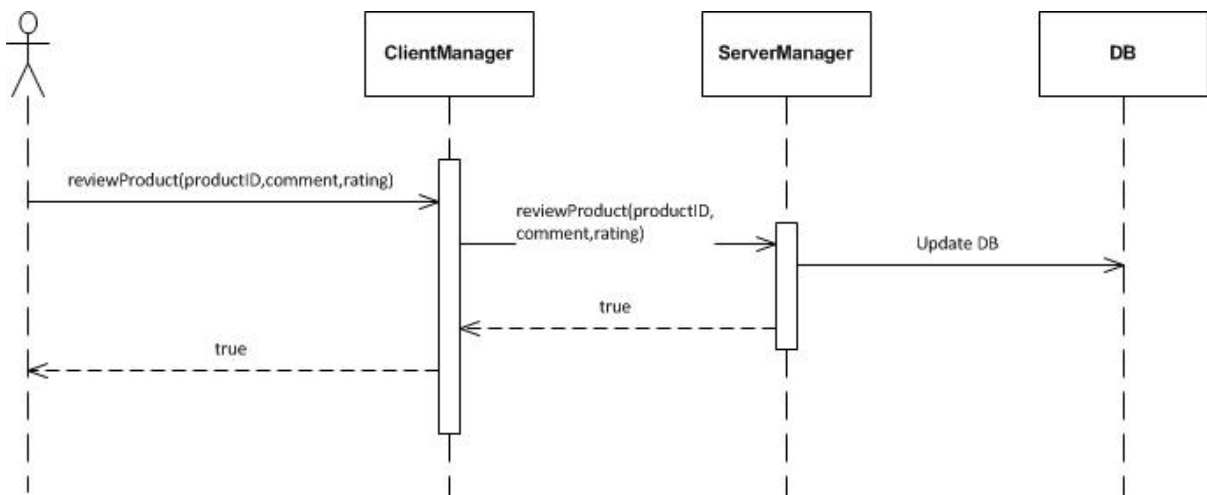 ClientManager
ServerManager
DB
reviewProduct(productID,comment,rating)
reviewProduct(productID,
comment,rating)
Update DB
true
true